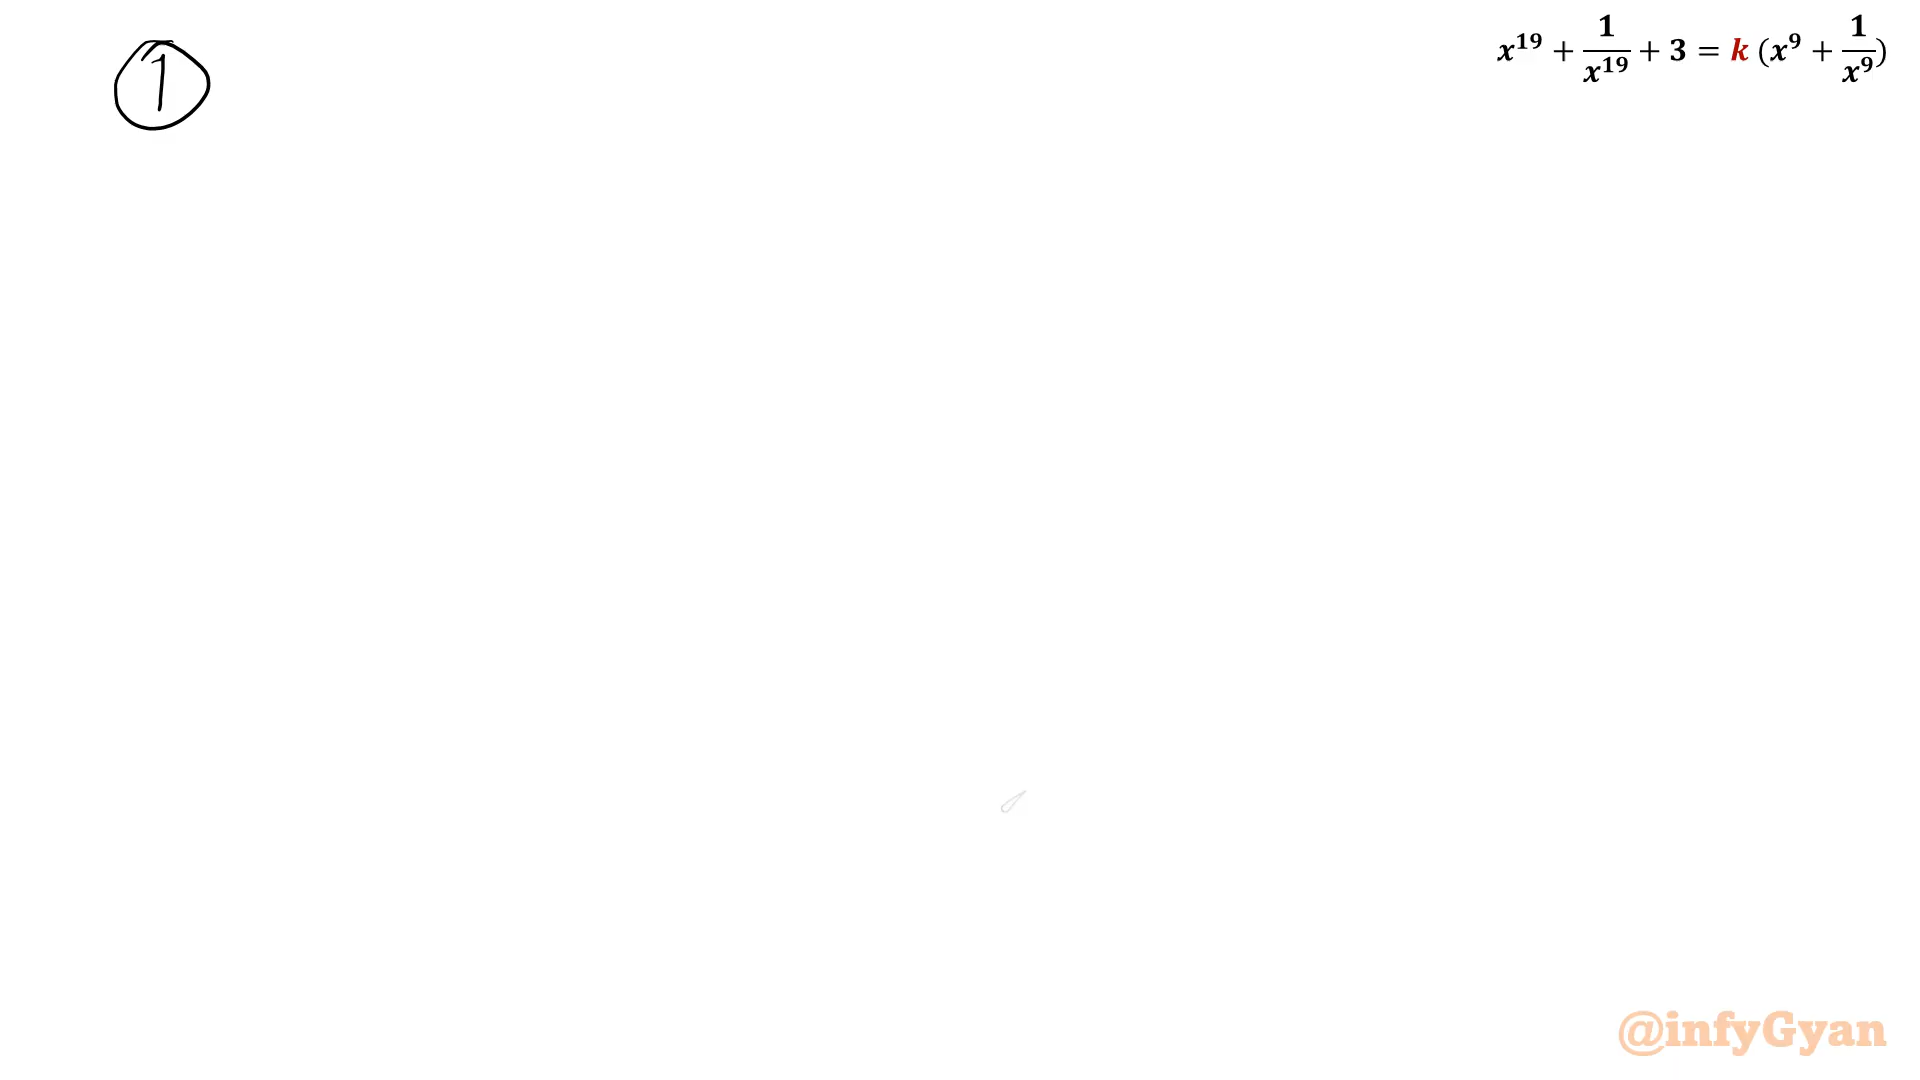 1
x^19 + 1/x^19 + 3 = k (x^9 + 1/x^9)
@infyGyan